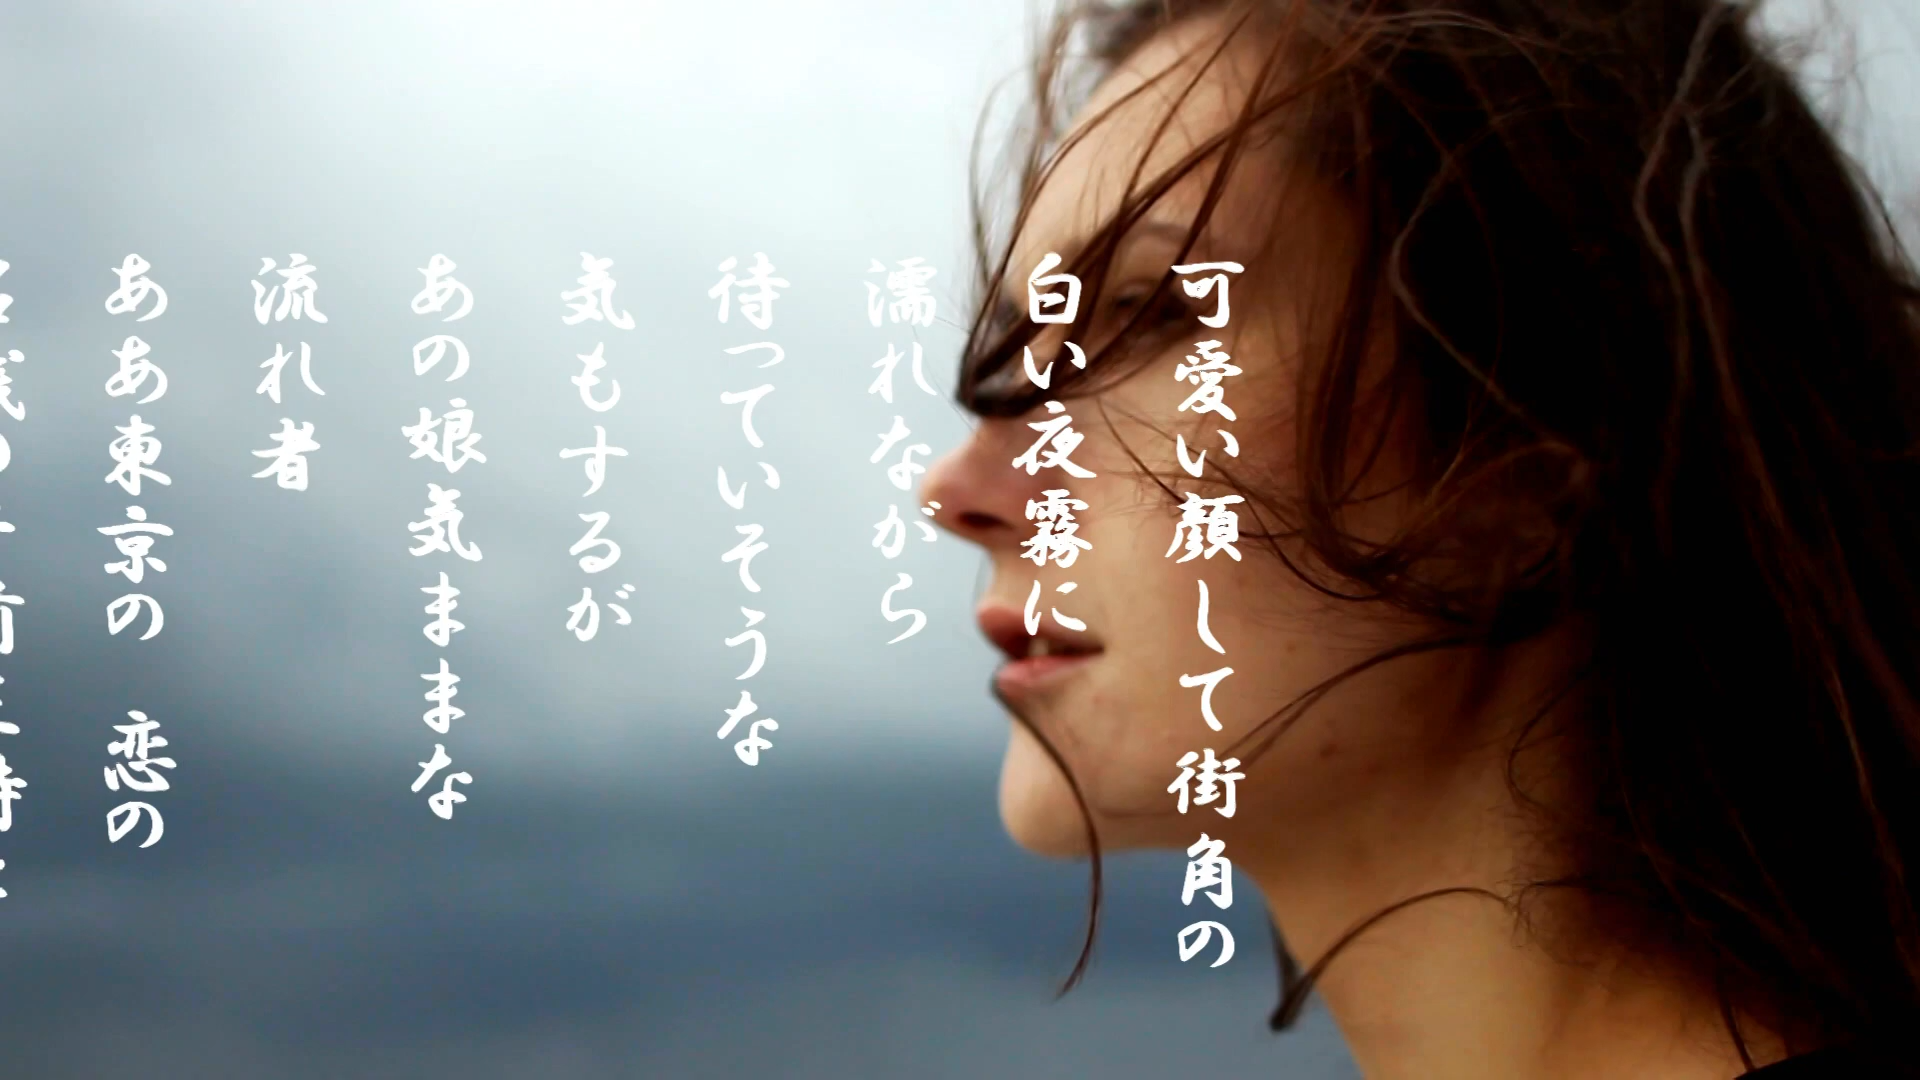 可愛い顔して街角の
白い夜霧に
濡れながら
待っていそうな
気もするが
あの娘気ままな
流れ者
ああ東京の　恋の